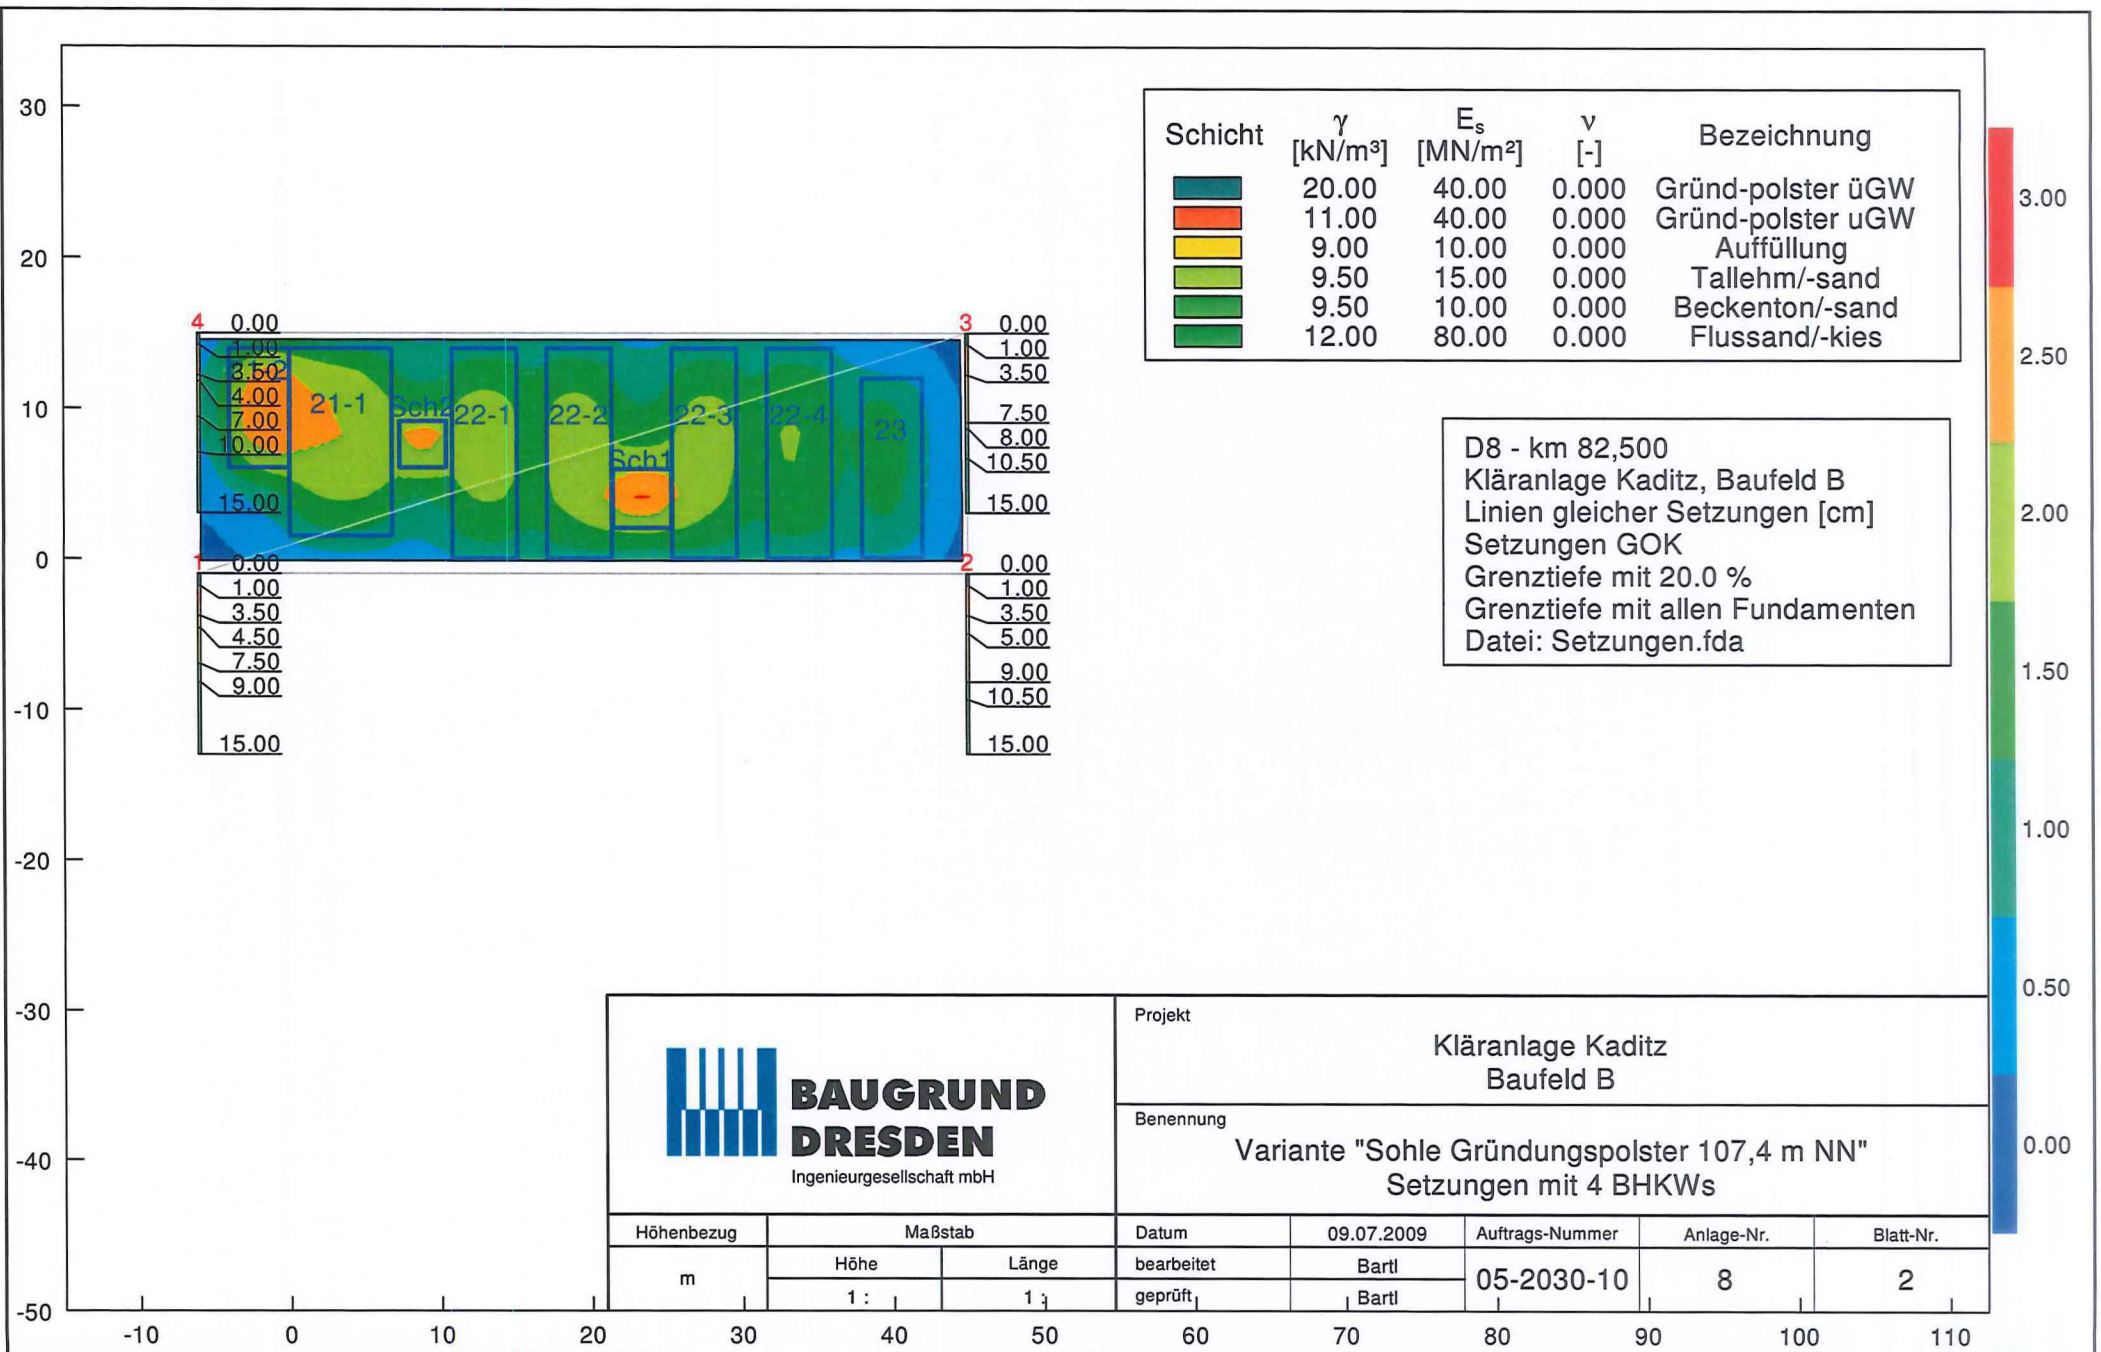 30
20
10
0
-10
-20
-30
-40
-50
-10 0 10 20 30 40 50 60 70 80 90 100 110
Schicht γ [kN/m³] Es [MN/m²] ν [-] Bezeichnung
20.00 40.00 0.000 Gründ-polster üGW
11.00 40.00 0.000 Gründ-polster uGW
9.00 10.00 0.000 Auffüllung
9.50 15.00 0.000 Tallehm/-sand
9.50 10.00 0.000 Beckenton/-sand
12.00 80.00 0.000 Flussand/-kies
3.00
2.50
2.00
1.50
1.00
0.50
0.00
4
0.00
1.00
3.50
4.00
7.00
10.00
15.00
3
0.00
1.00
3.50
7.50
8.00
10.50
15.00
21-1
Sch2
22-1
22-2
Sch1
22-3
22-4
23
1
0.00
1.00
3.50
4.50
7.50
9.00
15.00
2
0.00
1.00
3.50
5.00
9.00
10.50
15.00
D8 - km 82,500
Kläranlage Kaditz, Baufeld B
Linien gleicher Setzungen [cm]
Setzungen GOK
Grenztiefe mit 20.0 %
Grenztiefe mit allen Fundamenten
Datei: Setzungen.fda
BAUGRUND
DRESDEN
Ingenieurgesellschaft mbH
Projekt
Kläranlage Kaditz
Baufeld B
Benennung
Variante "Sohle Gründungspolster 107,4 m NN"
Setzungen mit 4 BHKWs
Höhenbezug Maßstab Datum 09.07.2009 Auftrags-Nummer Anlage-Nr. Blatt-Nr.
m Höhe Länge bearbeitet Bartl 05-2030-10 8 2
1 : 1 : geprüft Bartl